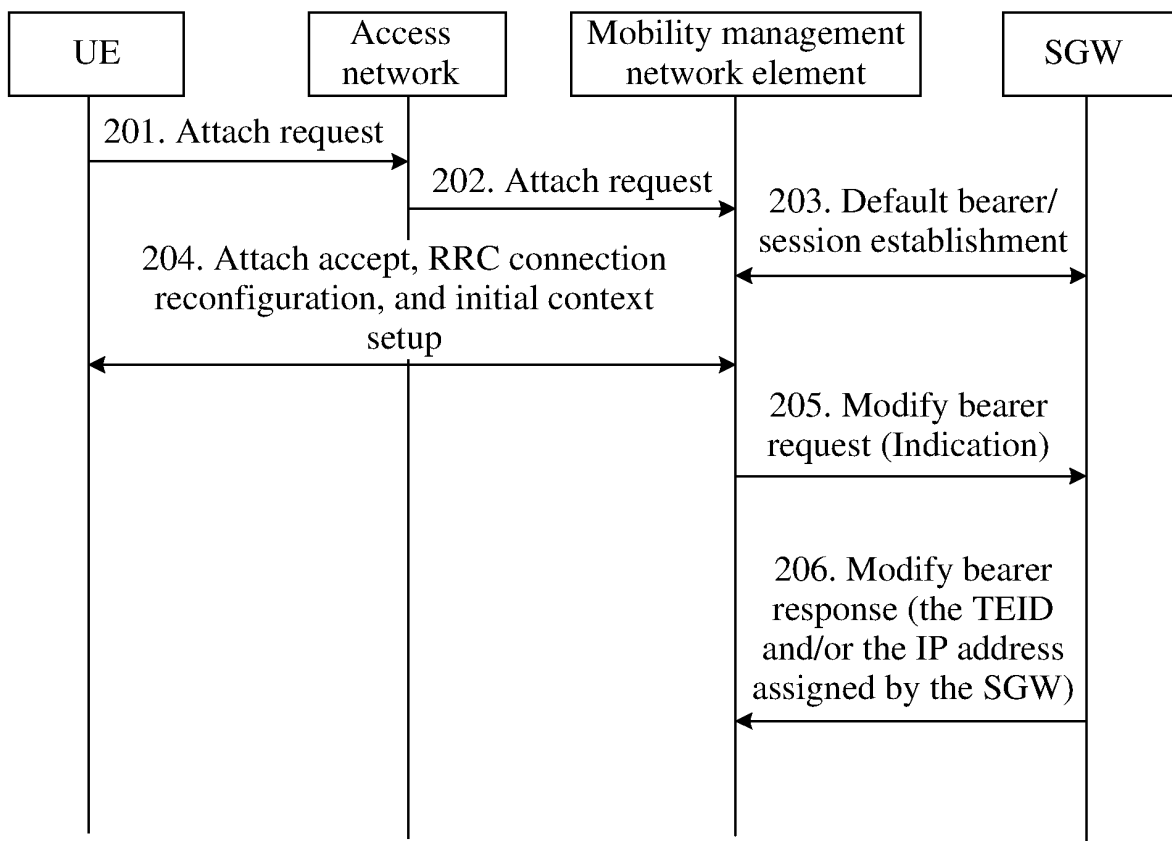 UE
Access
network
Mobility management
network element
SGW
201. Attach request
202. Attach request
203. Default bearer/
session establishment
204. Attach accept, RRC connection
reconfiguration, and initial context
setup
205. Modify bearer
request (Indication)
206. Modify bearer
response (the TEID
and/or the IP address
assigned by the SGW)